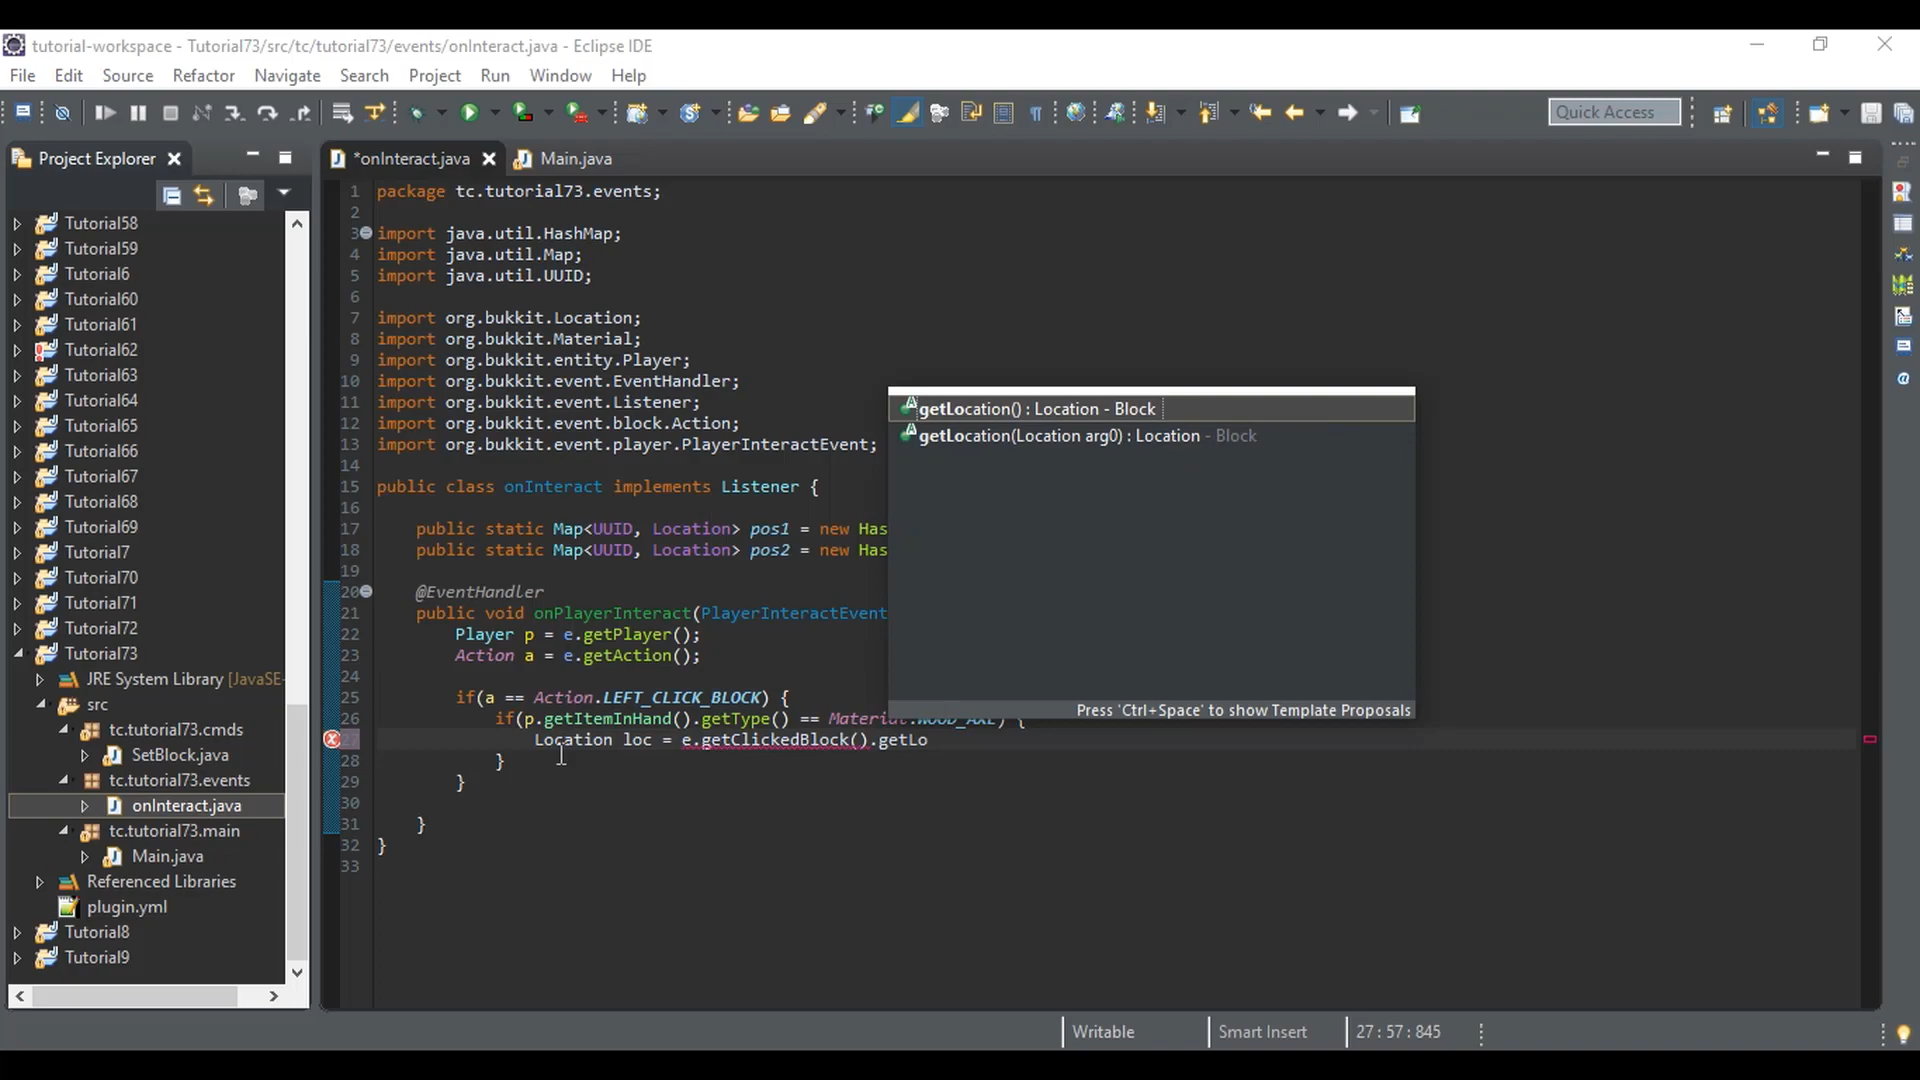 tutorial-workspace - Tutorial73/src/tc/tutorial73/events/onInteract.java - Eclipse IDE
File Edit Source Refactor Navigate Search Project Run Window Help
Quick Access
Project Explorer
*onInteract.java
Main.java
Tutorial58
Tutorial59
Tutorial6
Tutorial60
Tutorial61
Tutorial62
Tutorial63
Tutorial64
Tutorial65
Tutorial66
Tutorial67
Tutorial68
Tutorial69
Tutorial7
Tutorial70
Tutorial71
Tutorial72
Tutorial73
JRE System Library [JavaSE-
src
tc.tutorial73.cmds
SetBlock.java
tc.tutorial73.events
onInteract.java
tc.tutorial73.main
Main.java
Referenced Libraries
plugin.yml
Tutorial8
Tutorial9
1 package tc.tutorial73.events;
2
3 import java.util.HashMap;
4 import java.util.Map;
5 import java.util.UUID;
6
7 import org.bukkit.Location;
8 import org.bukkit.Material;
9 import org.bukkit.entity.Player;
10 import org.bukkit.event.EventHandler;
11 import org.bukkit.event.Listener;
12 import org.bukkit.event.block.Action;
13 import org.bukkit.event.player.PlayerInteractEvent;
14
15 public class onInteract implements Listener {
16
17 public static Map<UUID, Location> pos1 = new Has
18 public static Map<UUID, Location> pos2 = new Has
19
20 @EventHandler
21 public void onPlayerInteract(PlayerInteractEvent
22 Player p = e.getPlayer();
23 Action a = e.getAction();
24
25 if(a == Action.LEFT_CLICK_BLOCK) {
26 if(p.getItemInHand().getType() == Material.WOOD_AXE) {
27 Location loc = e.getClickedBlock().getLo
28 }
29 }
30
31 }
32 }
33
getLocation() : Location - Block
getLocation(Location arg0) : Location - Block
Press 'Ctrl+Space' to show Template Proposals
Writable
Smart Insert
27 : 57 : 845